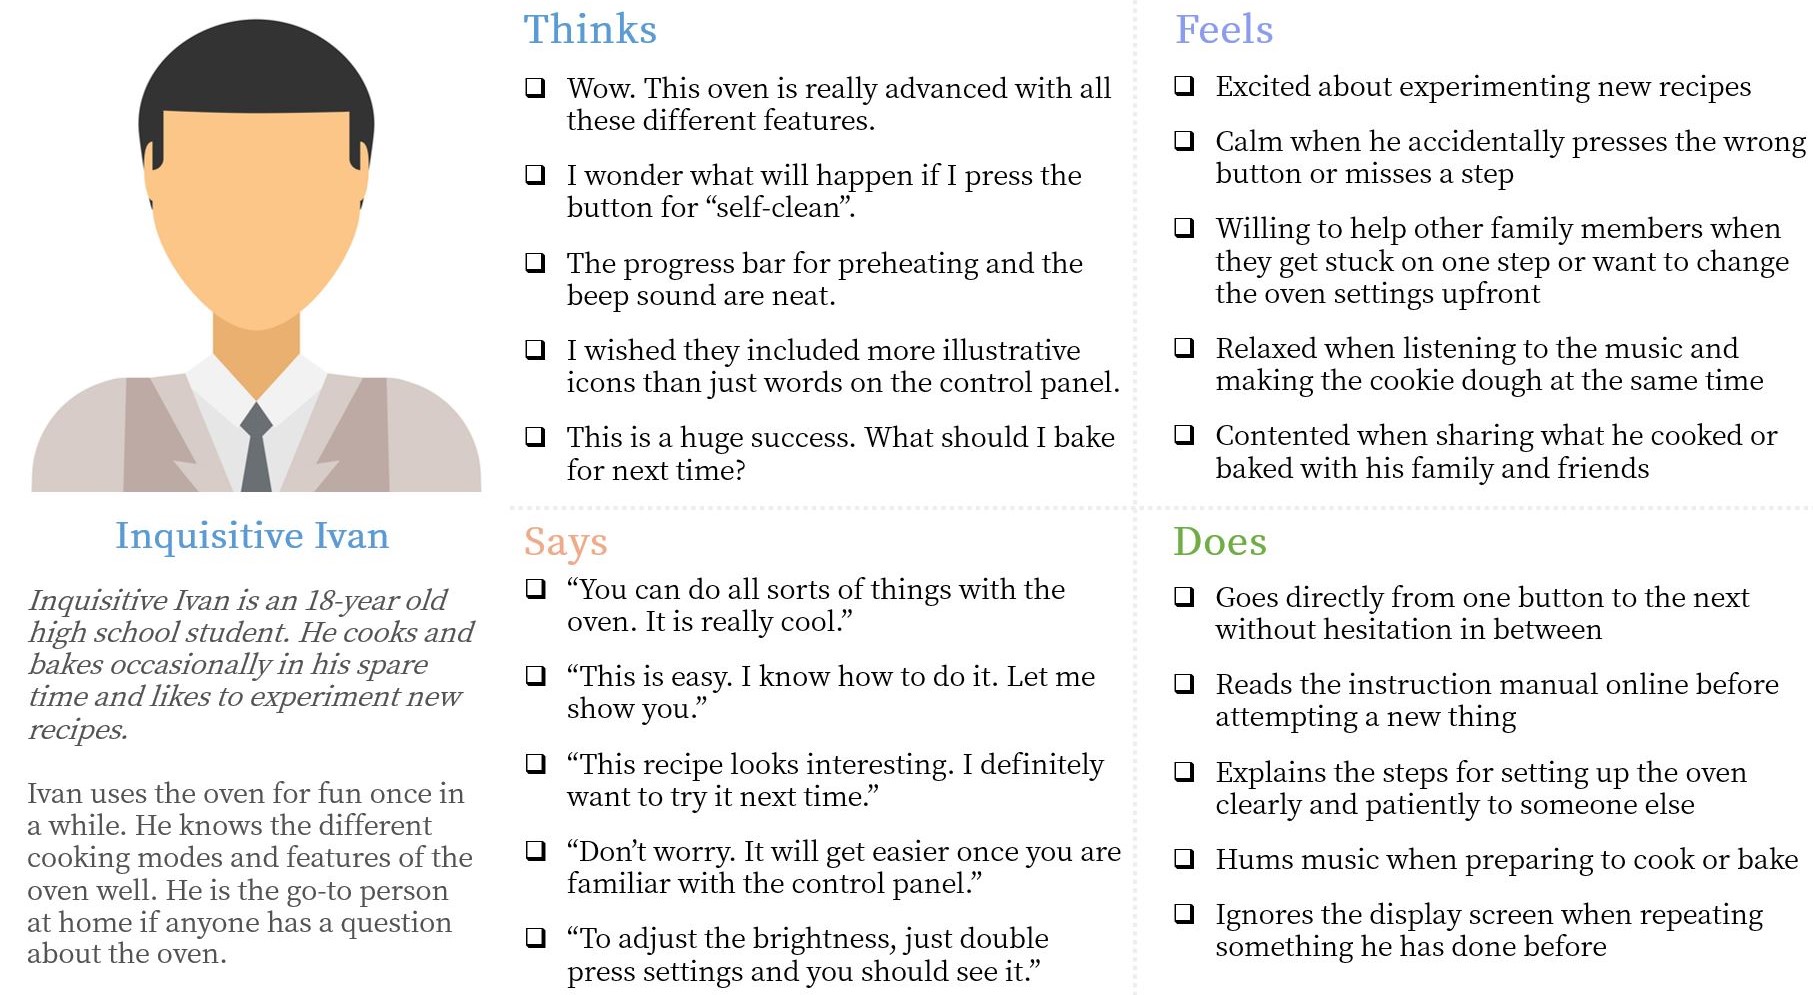 Inquisitive Ivan
Inquisitive Ivan is an 18-year old
high school student. He cooks and
bakes occasionally in his spare
time and likes to experiment new
recipes.
Ivan uses the oven for fun once in
a while. He knows the different
cooking modes and features of the
oven well. He is the go-to person
at home if anyone has a question
about the oven.
Thinks
❑ Wow. This oven is really advanced with all
these different features.
❑ I wonder what will happen if I press the
button for “self-clean”.
❑ The progress bar for preheating and the
beep sound are neat.
❑ I wished they included more illustrative
icons than just words on the control panel.
❑ This is a huge success. What should I bake
for next time?
Feels
❑ Excited about experimenting new recipes
❑ Calm when he accidentally presses the wrong
button or misses a step
❑ Willing to help other family members when
they get stuck on one step or want to change
the oven settings upfront
❑ Relaxed when listening to the music and
making the cookie dough at the same time
❑ Contented when sharing what he cooked or
baked with his family and friends
Says
❑ “You can do all sorts of things with the
oven. It is really cool.”
❑ “This is easy. I know how to do it. Let me
show you.”
❑ “This recipe looks interesting. I definitely
want to try it next time.”
❑ “Don’t worry. It will get easier once you are
familiar with the control panel.”
❑ “To adjust the brightness, just double
press settings and you should see it.”
Does
❑ Goes directly from one button to the next
without hesitation in between
❑ Reads the instruction manual online before
attempting a new thing
❑ Explains the steps for setting up the oven
clearly and patiently to someone else
❑ Hums music when preparing to cook or bake
❑ Ignores the display screen when repeating
something he has done before